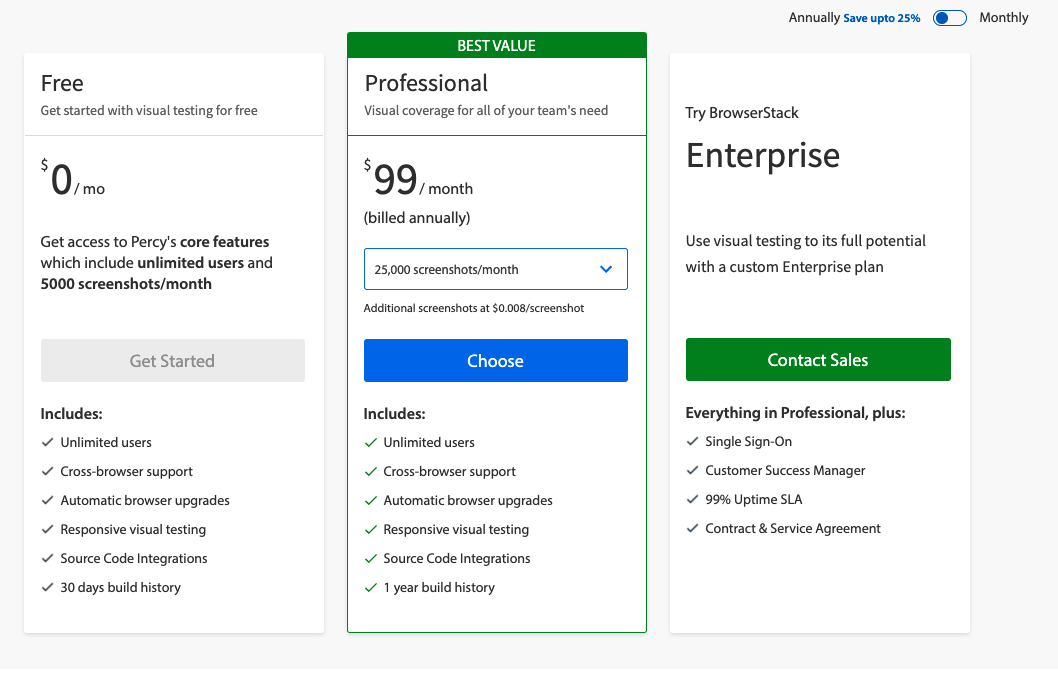 Annually Save upto 25% Monthly
Free
Get started with visual testing for free
$0/ mo
Get access to Percy's core features
which include unlimited users and
5000 screenshots/month
Get Started
Includes:
Unlimited users
Cross-browser support
Automatic browser upgrades
Responsive visual testing
Source Code Integrations
30 days build history
BEST VALUE
Professional
Visual coverage for all of your team's need
$99/ month
(billed annually)
25,000 screenshots/month
Additional screenshots at $0.008/screenshot
Choose
Includes:
Unlimited users
Cross-browser support
Automatic browser upgrades
Responsive visual testing
Source Code Integrations
1 year build history
Try BrowserStack
Enterprise
Use visual testing to its full potential
with a custom Enterprise plan
Contact Sales
Everything in Professional, plus:
Single Sign-On
Customer Success Manager
99% Uptime SLA
Contract & Service Agreement